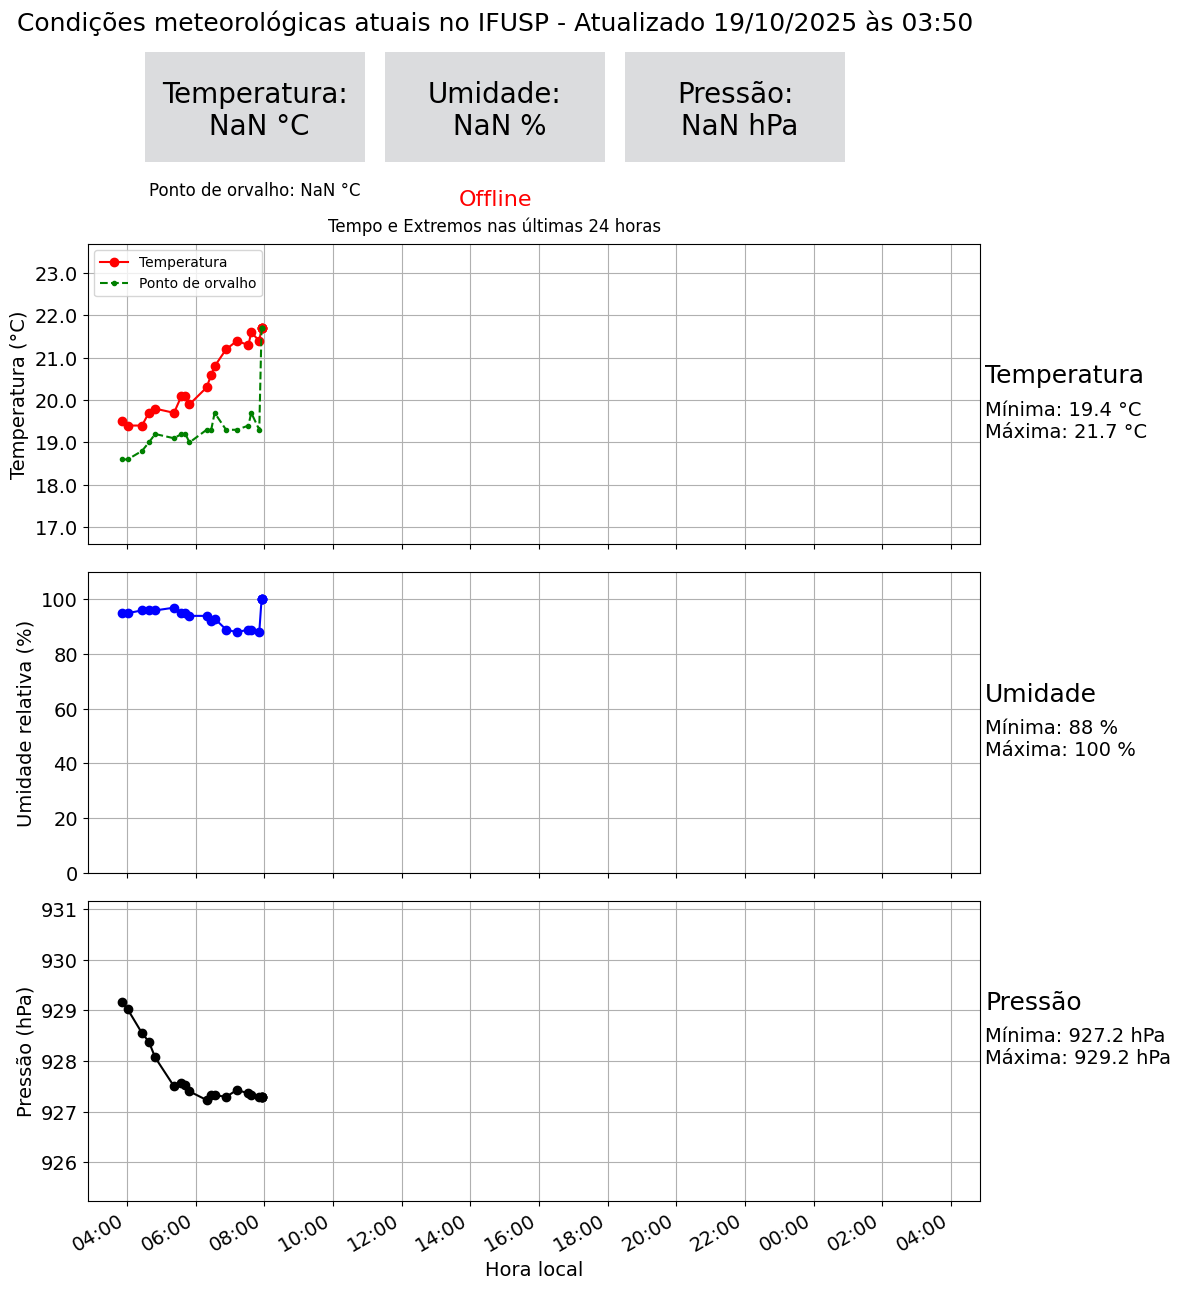 Condições meteorológicas atuais no IFUSP - Atualizado 19/10/2025 às 03:50
Temperatura:
NaN °C
Umidade:
NaN %
Pressão:
NaN hPa
Ponto de orvalho: NaN °C
Offline
Tempo e Extremos nas últimas 24 horas
Temperatura
Ponto de orvalho
Temperatura (°C)
23.0
22.0
21.0
20.0
19.0
18.0
17.0
Temperatura
Mínima: 19.4 °C
Máxima: 21.7 °C
Umidade relativa (%)
100
80
60
40
20
0
Umidade
Mínima: 88 %
Máxima: 100 %
Pressão (hPa)
931
930
929
928
927
926
Pressão
Mínima: 927.2 hPa
Máxima: 929.2 hPa
04:00 06:00 08:00 10:00 12:00 14:00 16:00 18:00 20:00 22:00 00:00 02:00 04:00
Hora local